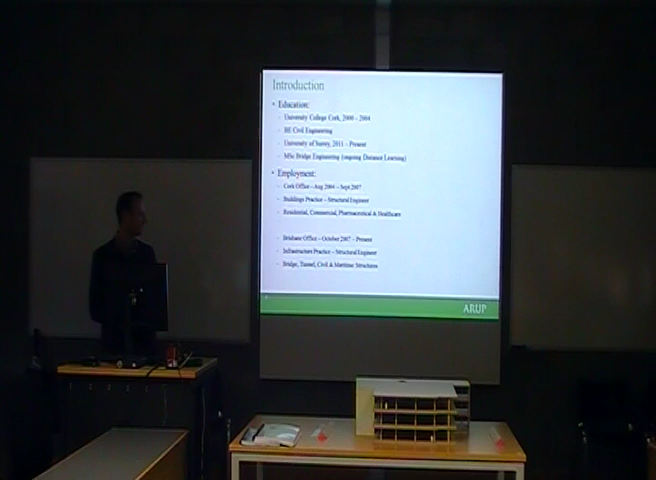 Introduction
• Education:
– University College Cork, 2000 – 2004
– BE Civil Engineering
– University of Surrey, 2011 – Present
– MSc Bridge Engineering (ongoing Distance Learning)
• Employment:
– Cork Office – Aug 2004 – Sept 2007
– Buildings Practice – Structural Engineer
– Residential, Commercial, Pharmaceutical & Healthcare
– Brisbane Office – October 2007 – Present
– Infrastructure Practice – Structural Engineer
– Bridge, Tunnel, Civil & Maritime Structures
ARUP